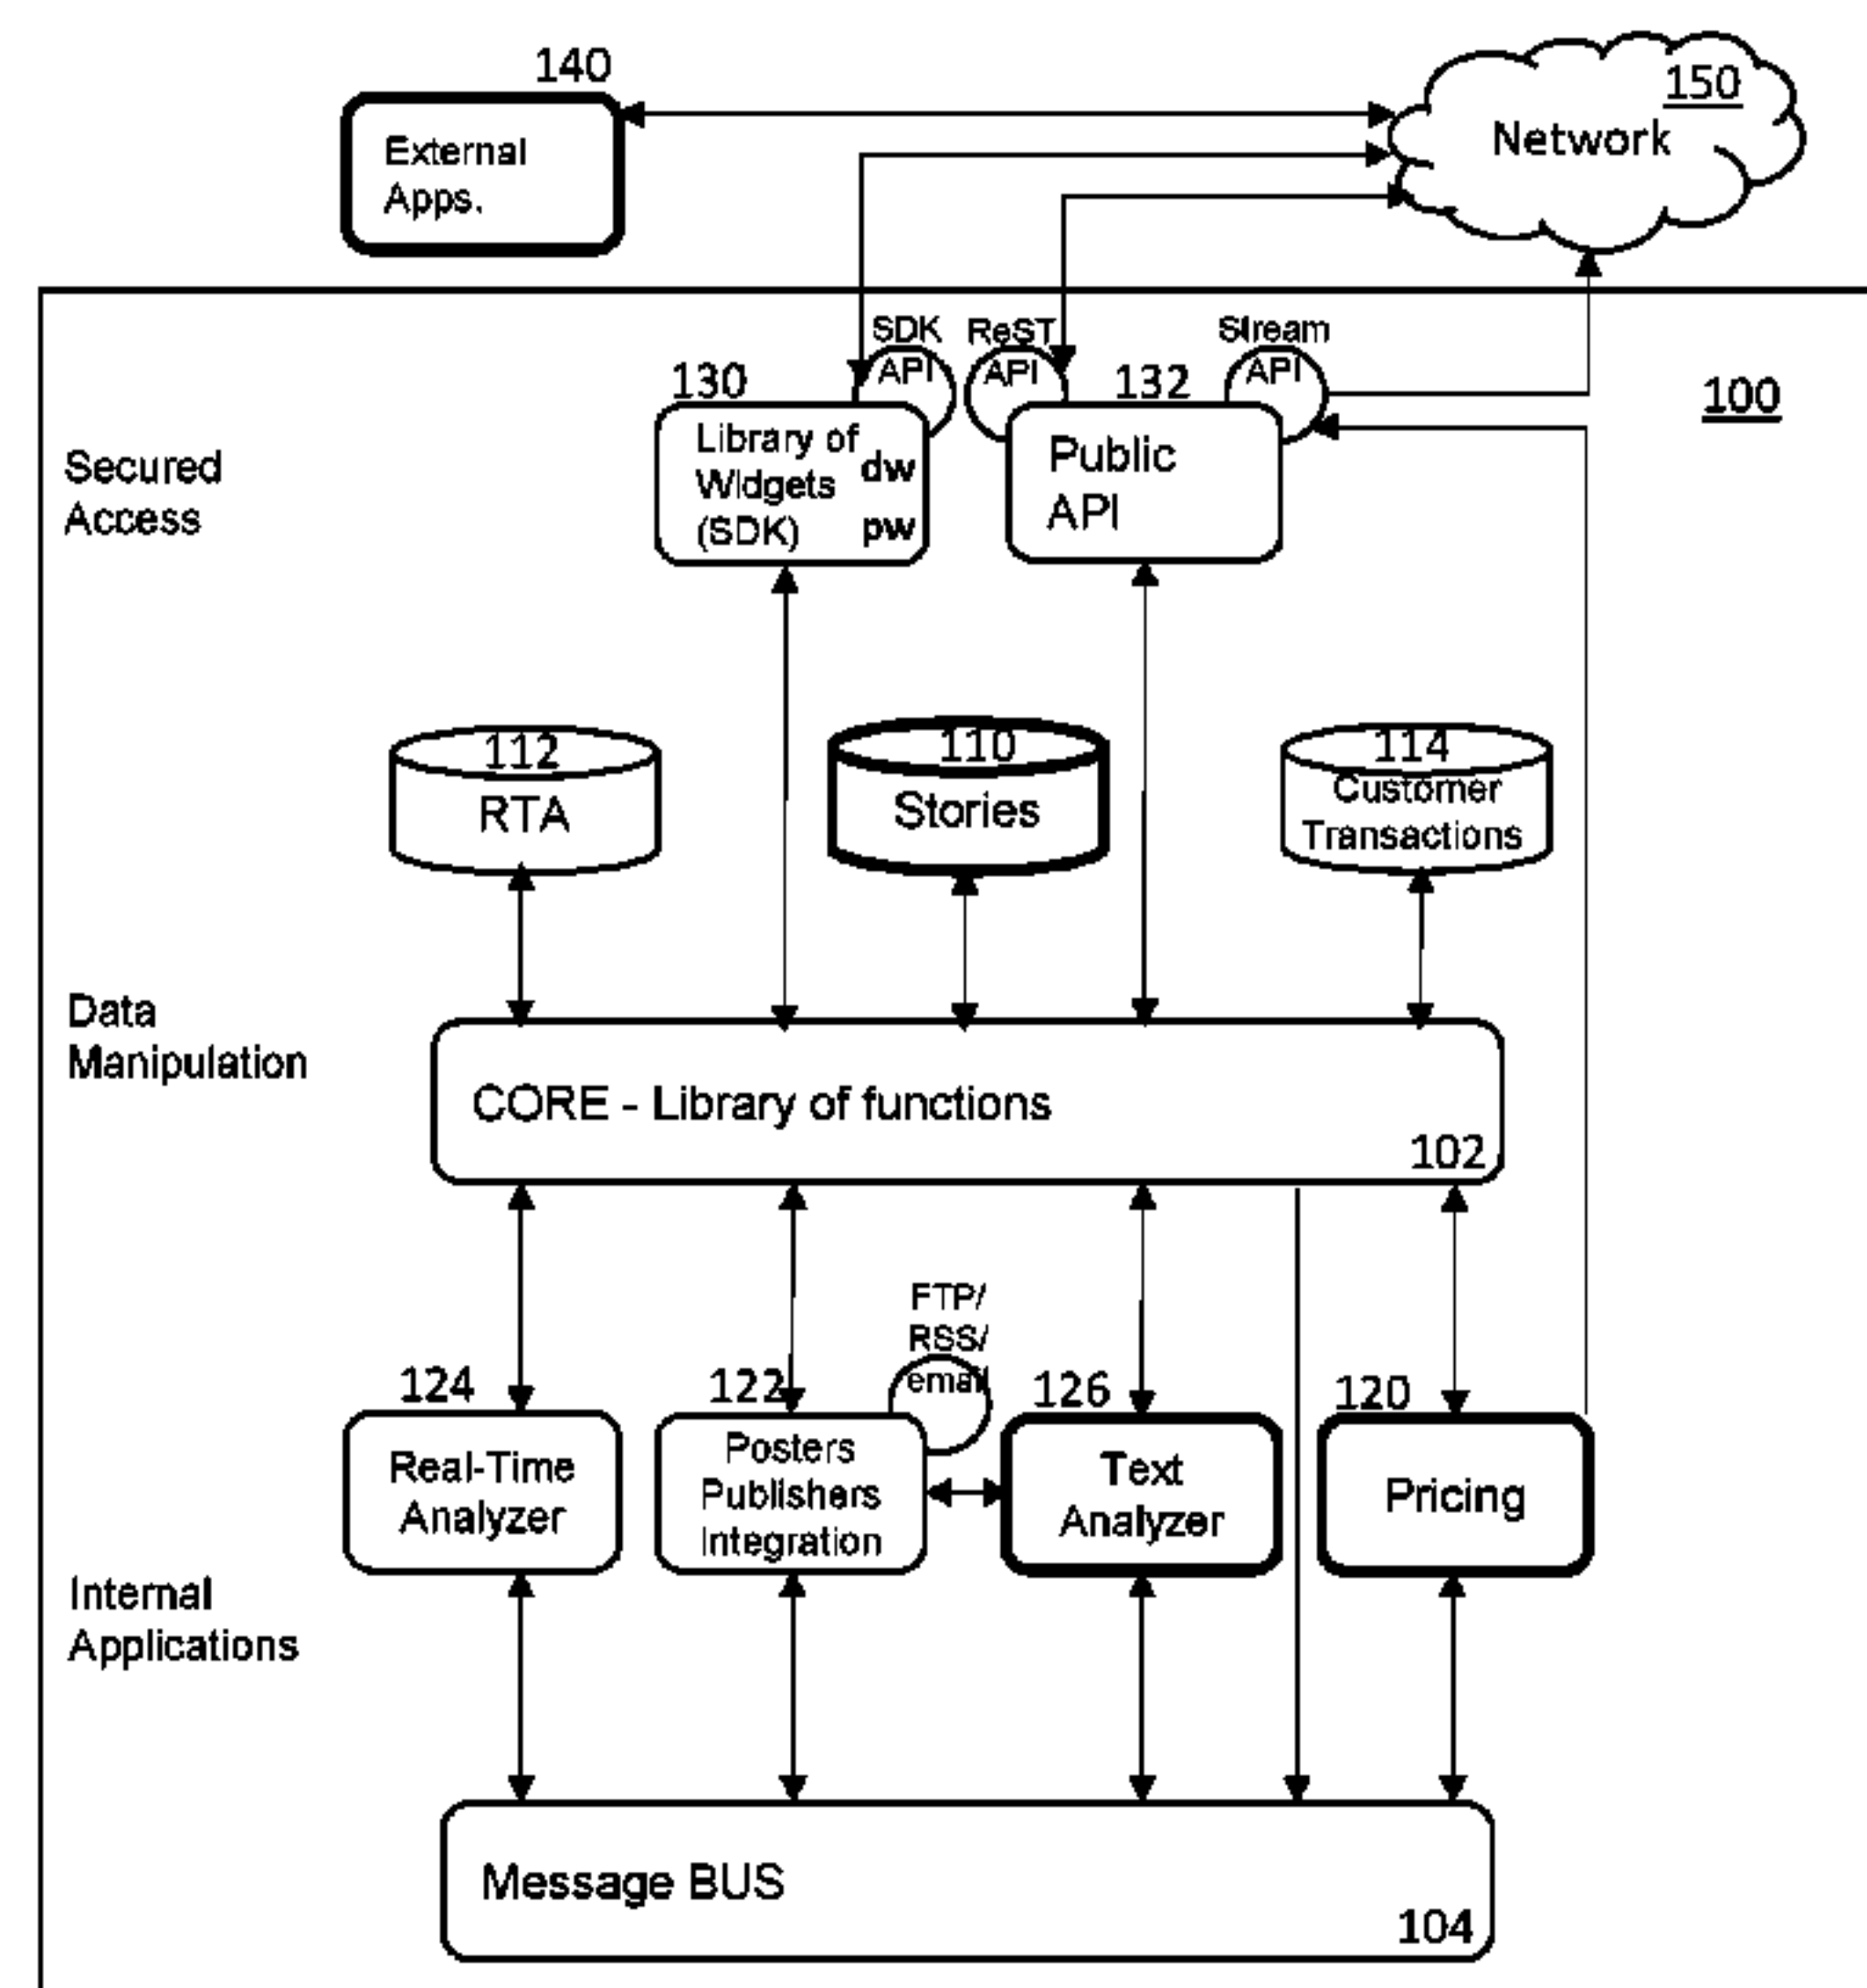 140
External
Apps.
150
Network
100
Secured
Access
130
SDK
API
Library of
Widgets
(SDK)
dw
pw
ReST
API
132
Stream
API
Public
API
112
RTA
110
Stories
114
Customer
Transactions
Data
Manipulation
CORE - Library of functions
102
124
Real-Time
Analyzer
122
FTP/
RSS/
email
Posters
Publishers
Integration
126
Text
Analyzer
120
Pricing
Internal
Applications
Message BUS
104